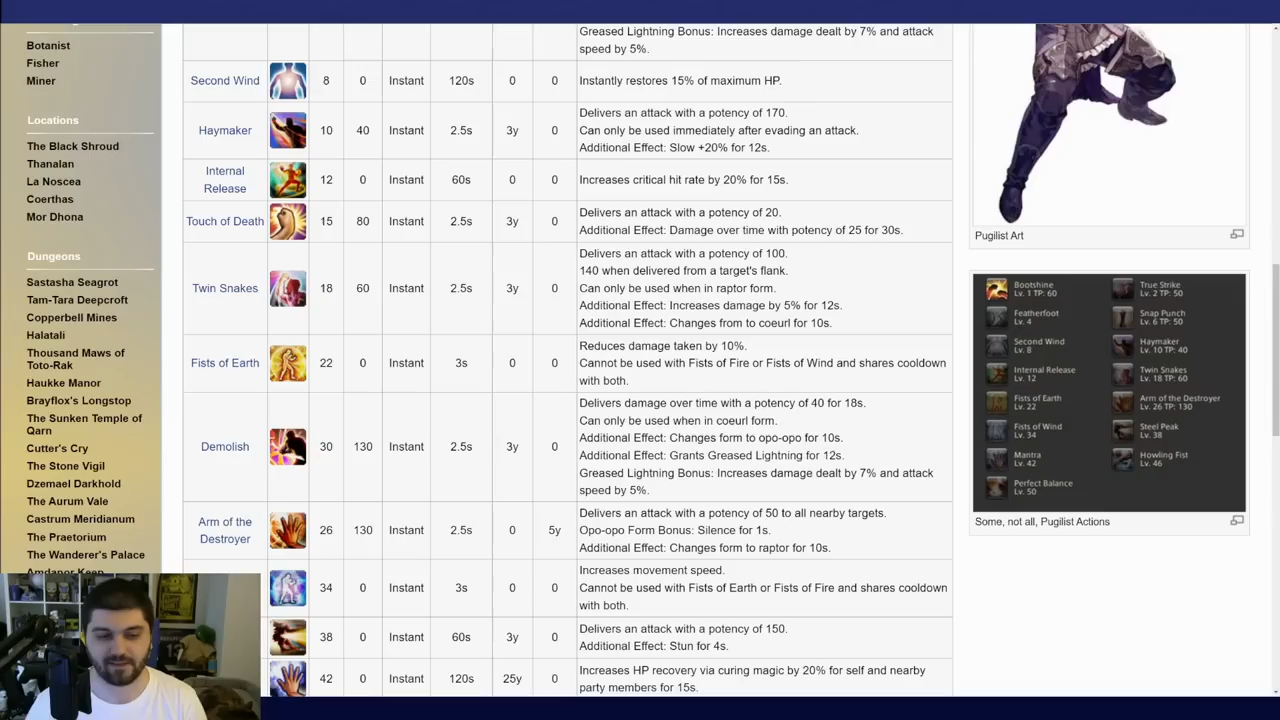 Botanist
Fisher
Miner
Locations
The Black Shroud
Thanalan
La Noscea
Coerthas
Mor Dhona
Dungeons
Sastasha Seagrot
Tam-Tara Deepcroft
Copperbell Mines
Halatali
Thousand Maws of
Toto-Rak
Haukke Manor
Brayflox's Longstop
The Sunken Temple of
Qarn
Cutter's Cry
The Stone Vigil
Dzemael Darkhold
The Aurum Vale
Castrum Meridianum
The Praetorium
The Wanderer's Palace
Amdapor Keep
Greased Lightning Bonus: Increases damage dealt by 7% and attack
speed by 5%.
Second Wind 8 0 Instant 120s 0 0 Instantly restores 15% of maximum HP.
Delivers an attack with a potency of 170.
Haymaker 10 40 Instant 2.5s 3y 0 Can only be used immediately after evading an attack.
Additional Effect: Slow +20% for 12s.
Internal
Release 12 0 Instant 60s 0 0 Increases critical hit rate by 20% for 15s.
Delivers an attack with a potency of 20.
Touch of Death 15 80 Instant 2.5s 3y 0
Additional Effect: Damage over time with potency of 25 for 30s.
Delivers an attack with a potency of 100.
140 when delivered from a target's flank.
Twin Snakes 18 60 Instant 2.5s 3y 0 Can only be used when in raptor form.
Additional Effect: Increases damage by 5% for 12s.
Additional Effect: Changes from to coeurl for 10s.
Reduces damage taken by 10%.
Fists of Earth 22 0 Instant 3s 0 0 Cannot be used with Fists of Fire or Fists of Wind and shares cooldown
with both.
Delivers damage over time with a potency of 40 for 18s.
Can only be used when in coeurl form.
Additional Effect: Changes form to opo-opo for 10s.
Demolish 30 130 Instant 2.5s 3y 0
Additional Effect: Grants Greased Lightning for 12s.
Greased Lightning Bonus: Increases damage dealt by 7% and attack
speed by 5%.
Delivers an attack with a potency of 50 to all nearby targets.
Arm of the
Destroyer 26 130 Instant 2.5s 0 5y Opo-opo Form Bonus: Silence for 1s.
Additional Effect: Changes form to raptor for 10s.
Increases movement speed.
34 0 Instant 3s 0 0 Cannot be used with Fists of Earth or Fists of Fire and shares cooldown
with both.
Delivers an attack with a potency of 150.
38 0 Instant 60s 3y 0
Additional Effect: Stun for 4s.
Increases HP recovery via curing magic by 20% for self and nearby
42 0 Instant 120s 25y 0
party members for 15s.
Pugilist Art
Bootshine
Lv. 1 TP: 60
True Strike
Lv. 2 TP: 50
Featherfoot
Lv. 4
Snap Punch
Lv. 6 TP: 50
Second Wind
Lv. 8
Haymaker
Lv. 10 TP: 40
Internal Release
Lv. 12
Twin Snakes
Lv. 18 TP: 60
Fists of Earth
Lv. 22
Arm of the Destroyer
Lv. 26 TP: 130
Fists of Wind
Lv. 34
Steel Peak
Lv. 38
Mantra
Lv. 42
Howling Fist
Lv. 46
Perfect Balance
Lv. 50
Some, not all, Pugilist Actions